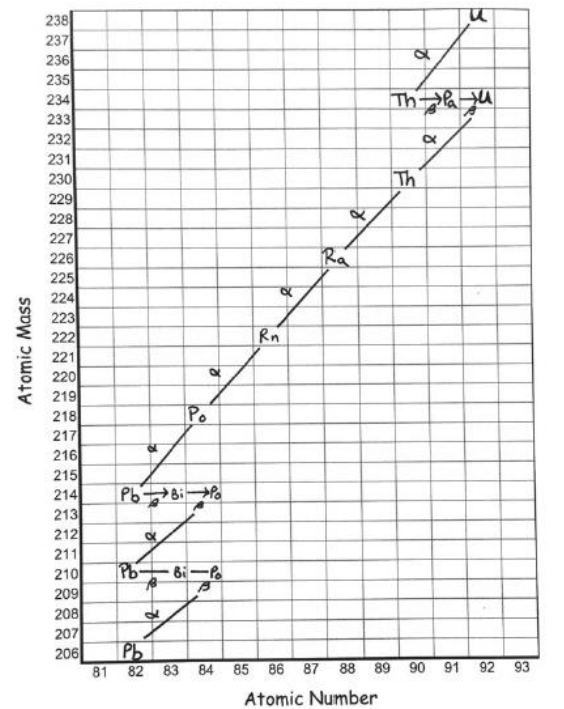 238 U
237
236 α
235
234 Th → Pa → U
β β
233
232 α
231
230 Th
229
228 α
227
226 Ra
225
224 α
223
222 Rn
221
220 α
219
218 Po
217
216 α
215
214 Pb → Bi → Po
β β
213
212 α
211
210 Pb — Bi — Po
β β
209
208 α
207
206 Pb
81 82 83 84 85 86 87 88 89 90 91 92 93
Atomic Mass
Atomic Number